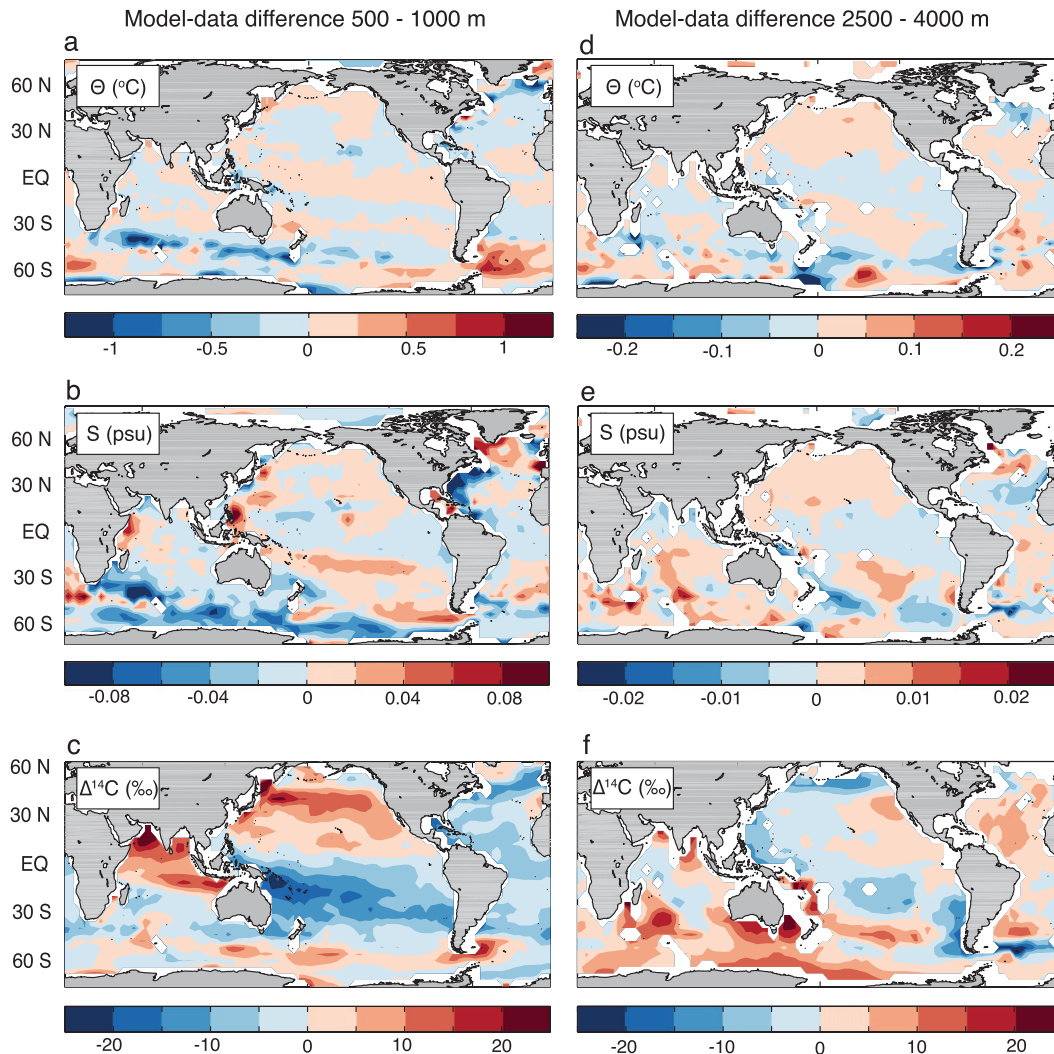 Model-data difference 500 - 1000 m
Model-data difference 2500 - 4000 m
a
Θ (oC)
60 N
30 N
EQ
30 S
60 S
-1 -0.5 0 0.5 1
d
Θ (oC)
-0.2 -0.1 0 0.1 0.2
b
S (psu)
60 N
30 N
EQ
30 S
60 S
-0.08 -0.04 0 0.04 0.08
e
S (psu)
-0.02 -0.01 0 0.01 0.02
c
Δ14C (‰)
60 N
30 N
EQ
30 S
60 S
-20 -10 0 10 20
f
Δ14C (‰)
-20 -10 0 10 20